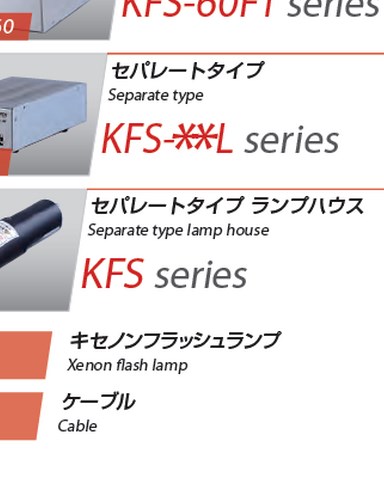 KFS-60FT series
60
セパレートタイプ
Separate type
KFS-**L series
セパレートタイプ ランプハウス
Separate type lamp house
KFS series
キセノンフラッシュランプ
Xenon flash lamp
ケーブル
Cable